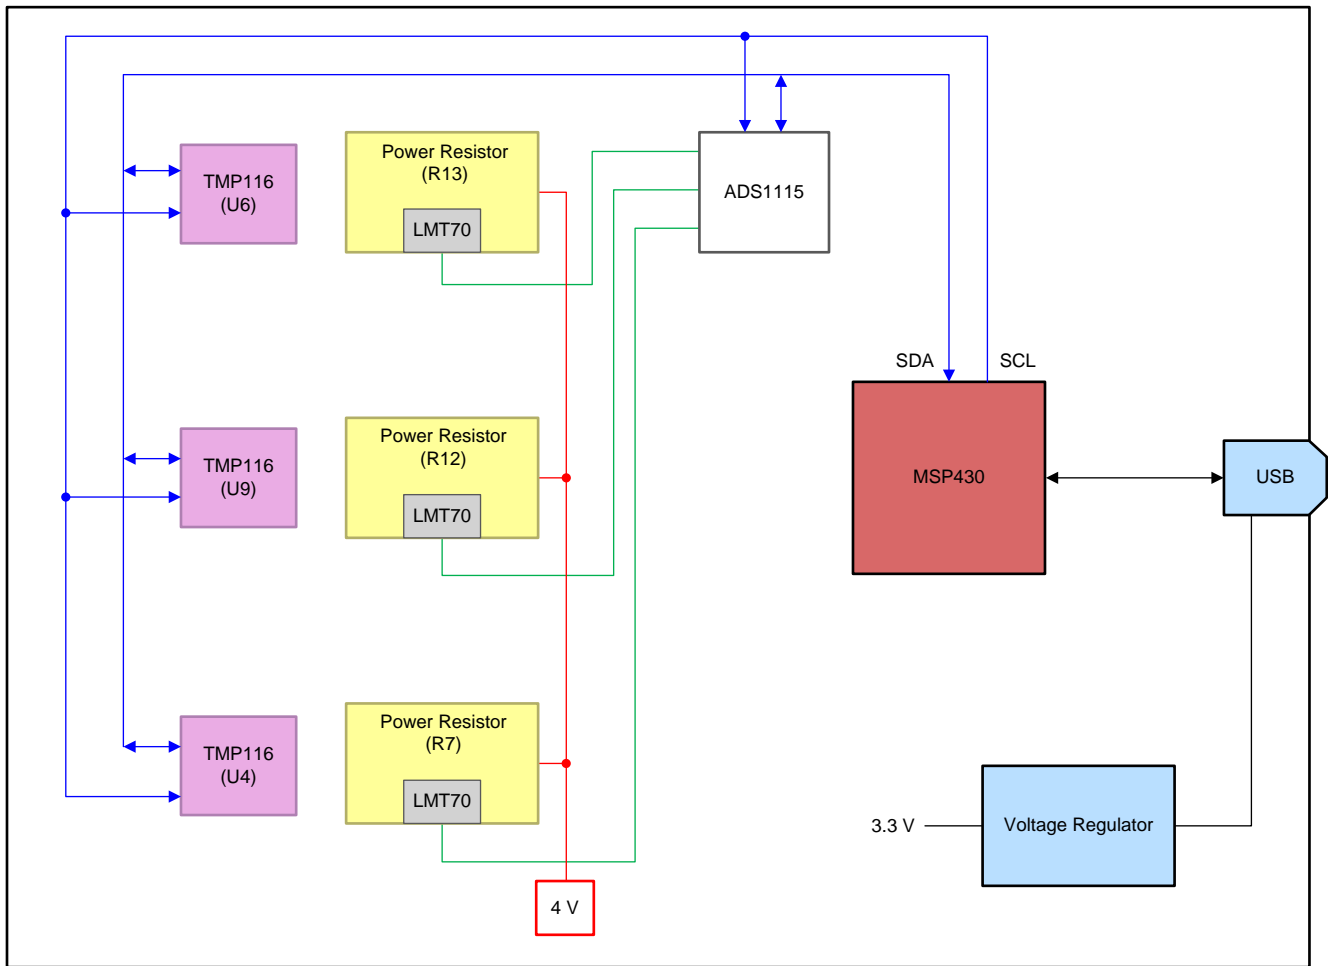 TMP116
(U6)
Power Resistor
(R13)
LMT70
ADS1115
SDA
SCL
TMP116
(U9)
Power Resistor
(R12)
LMT70
MSP430
USB
TMP116
(U4)
Power Resistor
(R7)
LMT70
3.3 V
Voltage Regulator
4 V